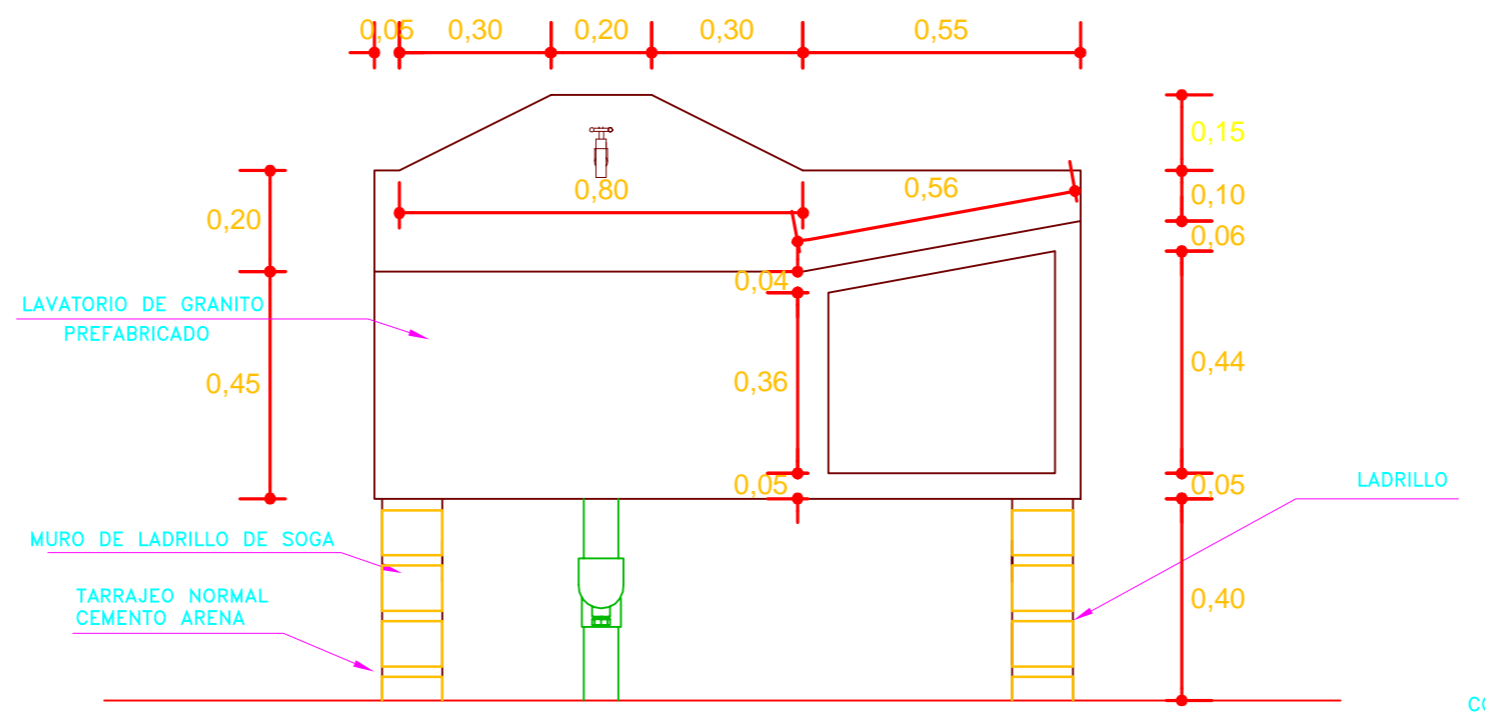 0,05 0,30 0,20 0,30 0,55
0,15
0,80 0,56 0,10
0,20
0,06
0,04
LAVATORIO DE GRANITO
PREFABRICADO
0,45 0,36 0,44
0,05 0,05
LADRILLO
MURO DE LADRILLO DE SOGA
TARRAJEO NORMAL
CEMENTO ARENA
0,40